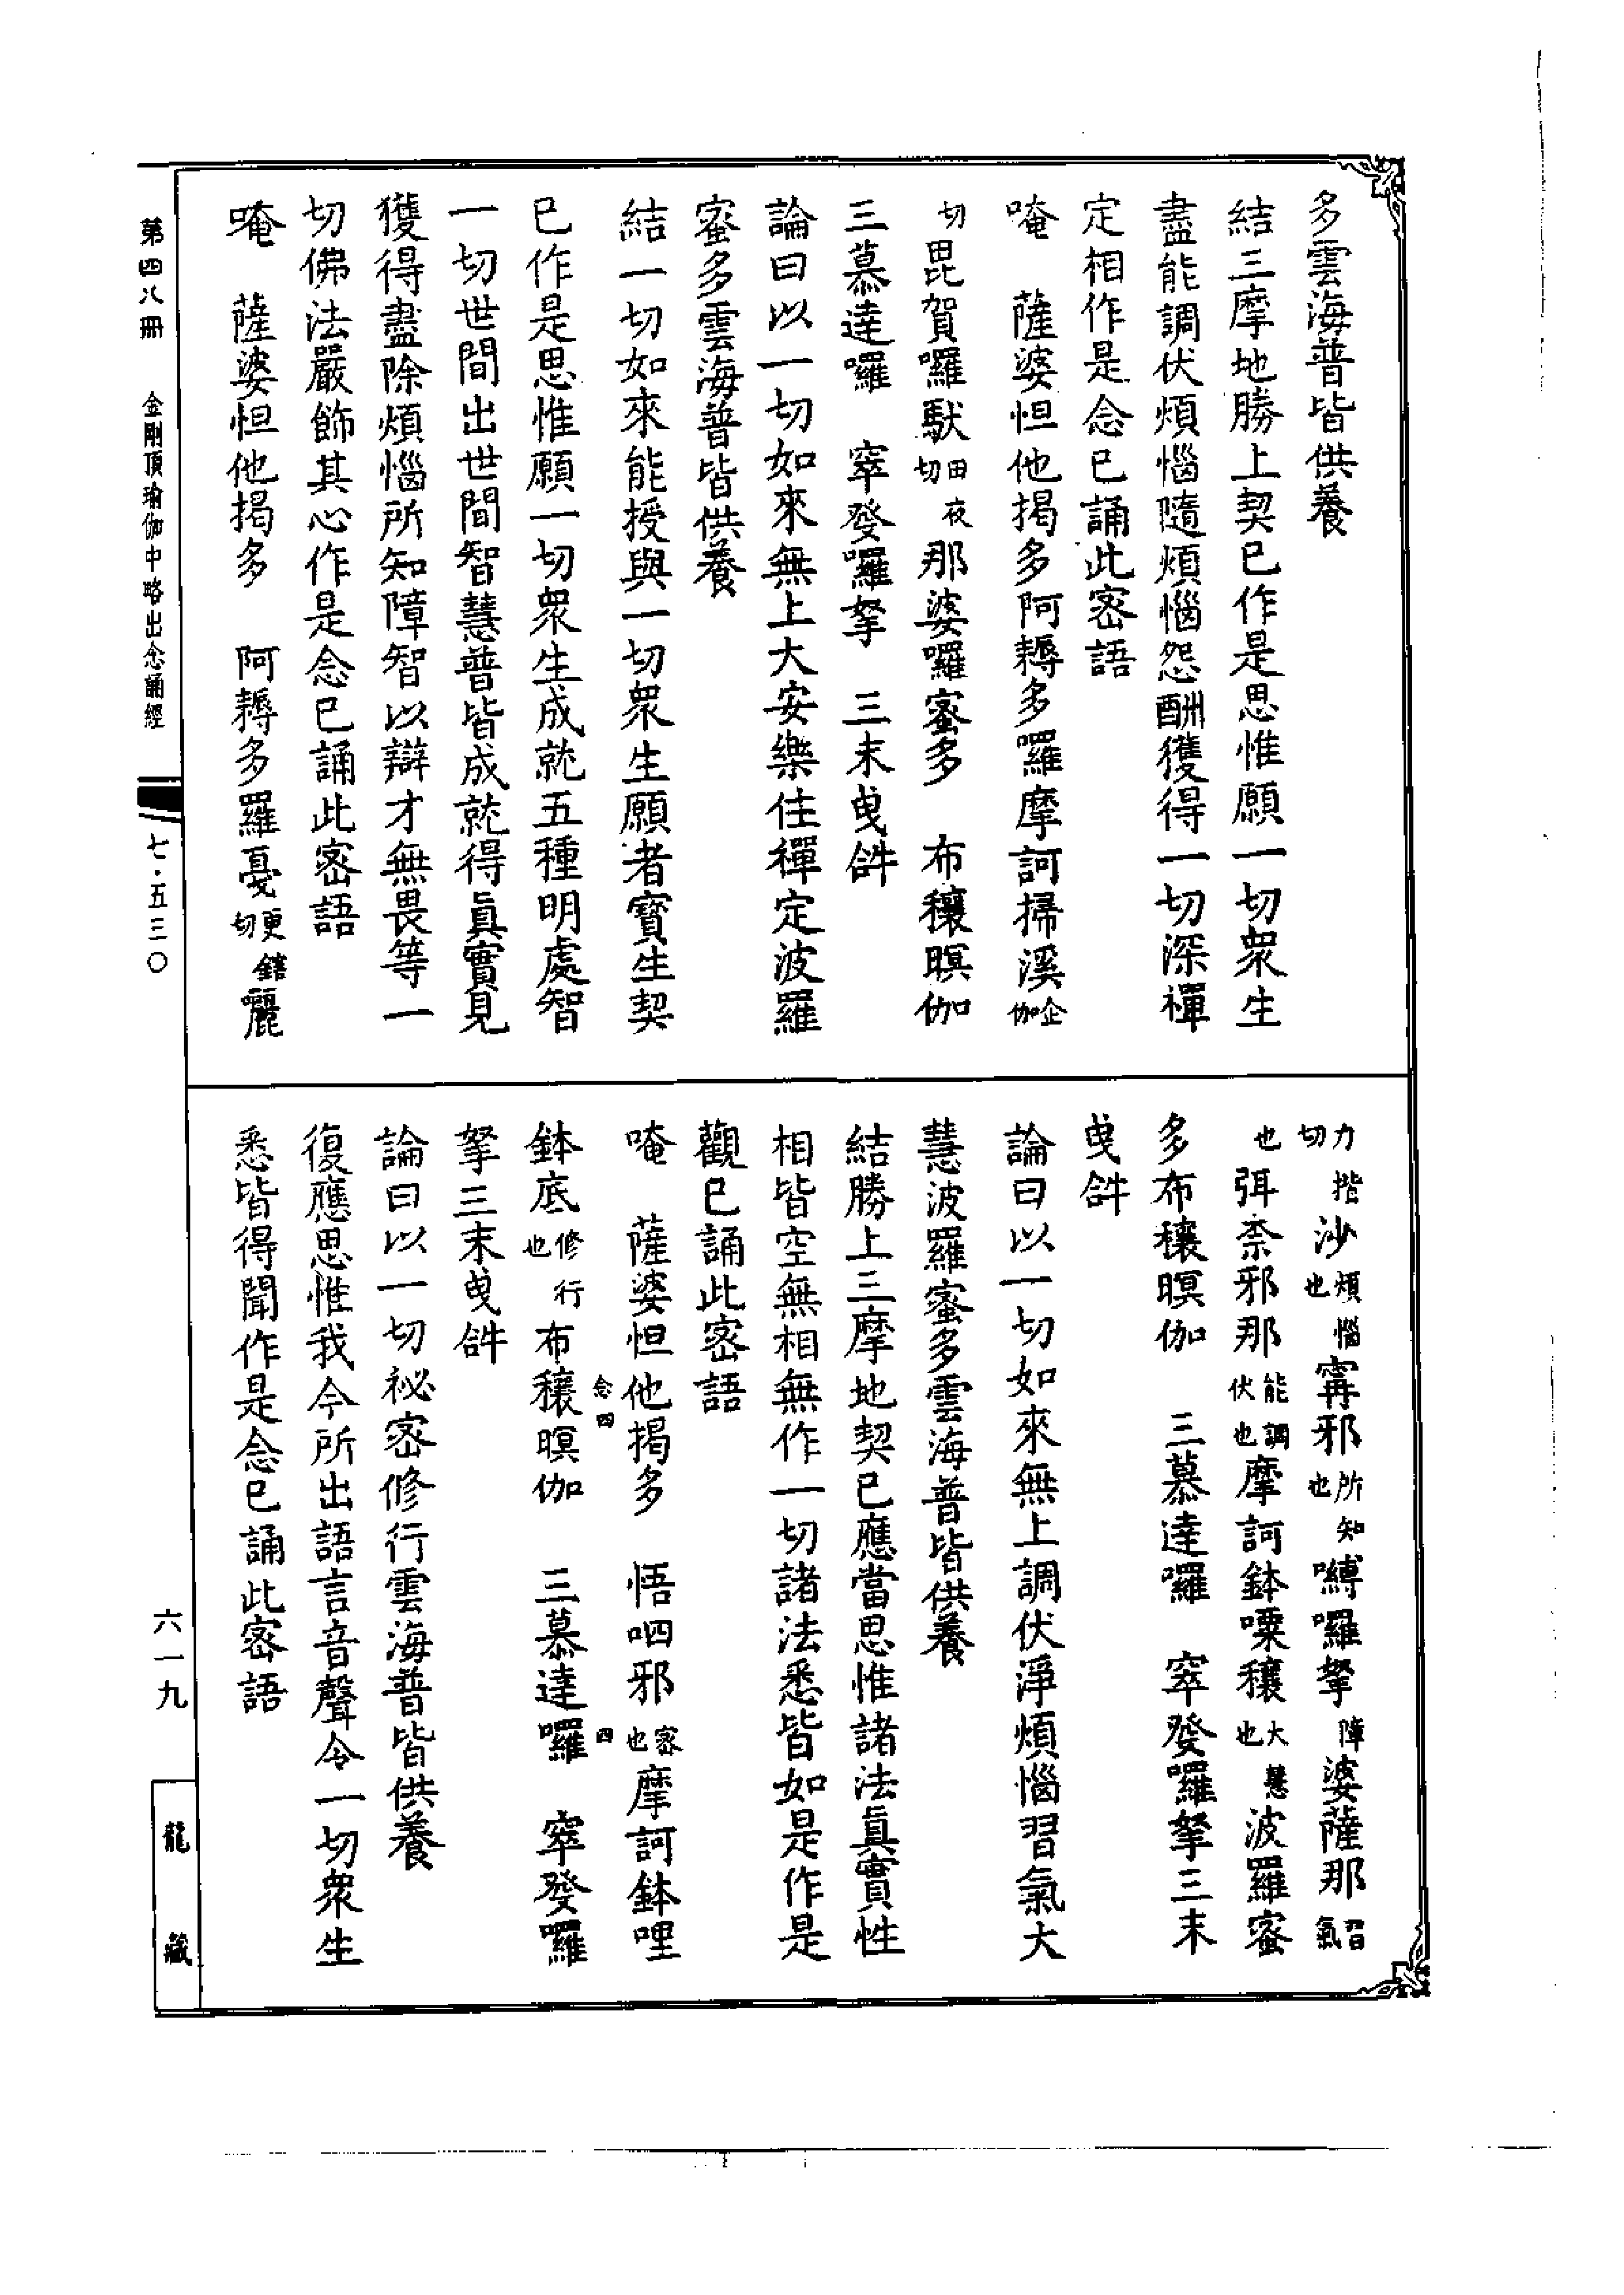 多雲海普皆供養
結三摩地勝上契已作是思惟願一切衆生
盡能調伏煩惱隨煩惱怨酬獲得一切深禪
定相作是念已誦此密語
唵　薩婆怛他揭多阿耨多羅摩訶掃溪企伽
切毘賀囉馱田夜切那婆囉蜜多　布穰暝伽
三慕達囉　窣發囉拏　三末曳𤙖
論曰以一切如來無上大安樂住禪定波羅
蜜多雲海普皆供養
結一切如來能授與一切衆生願者寶生契
已作是思惟願一切衆生成就五種明處智
一切世間出世間智慧普皆成就得眞實見
獲得盡除煩惱所知障智以辯才無畏等一
切佛法嚴飾其心作是念已誦此密語
唵　薩婆怛他揭多　阿耨多羅戞更鎋切囇
力揩切沙煩惱也寗邪所知也嚩囉拏障婆薩那習氣
也弭柰邪那能調伏也摩訶鉢㗚穰大慧也波羅蜜
多布穰暝伽　三慕達囉　窣發囉拏三末
曳𤙖
論曰以一切如來無上調伏淨煩惱習氣大
慧波羅蜜多雲海普皆供養
結勝上三摩地契已應當思惟諸法眞實性
相皆空無相無作一切諸法悉皆如是作是
觀已誦此密語
唵　薩婆怛他揭多　悟呬邪密也摩訶鉢哩
念四　四
鉢底修行也布穰暝伽　三慕達囉　窣發囉
拏三末曳𤙖
論曰以一切祕密修行雲海普皆供養
復應思惟我今所出語言音聲令一切衆生
悉皆得聞作是念已誦此密語
第四八冊　金剛頂瑜伽中略出念誦經　七·五三〇　六一九　龍藏